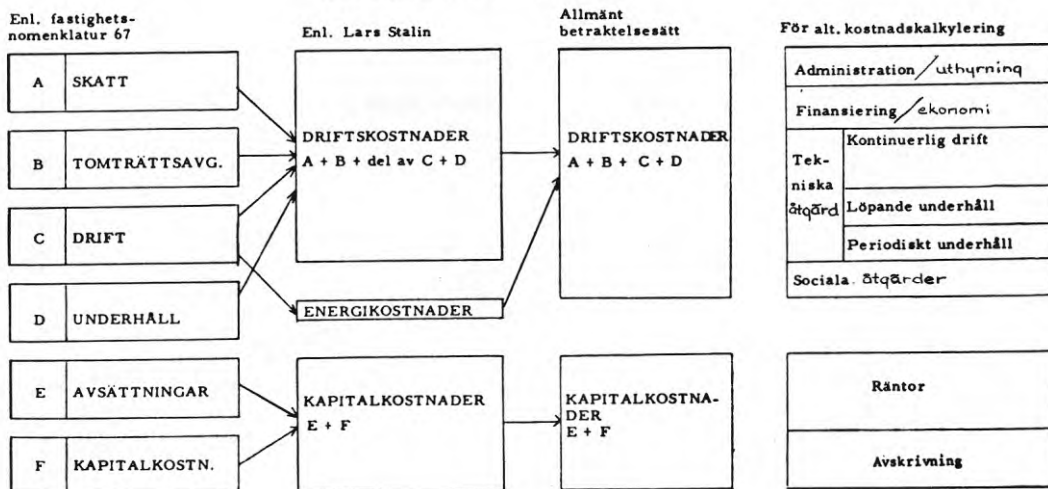 Enl. fastighets-
nomenklatur 67
A SKATT
B TOMTRÄTTSAVG.
C DRIFT
D UNDERHÅLL
E AVSÄTTNINGAR
F KAPITALKOSTN.
Enl. Lars Stalin
DRIFTSKOSTNADER
A + B + del av C + D
ENERGIKOSTNADER
KAPITALKOSTNADER
E + F
Allmänt
betraktelsesätt
DRIFTSKOSTNADER
A + B + C + D
KAPITALKOSTNA-
DER
E + F
För alt. kostnadskalkylering
Administration/uthyrning
Finansiering/ekonomi
Tek-
niska
åtgärd
Kontinuerlig drift
Löpande underhåll
Periodiskt underhåll
Sociala åtgärder
Räntor
Avskrivning